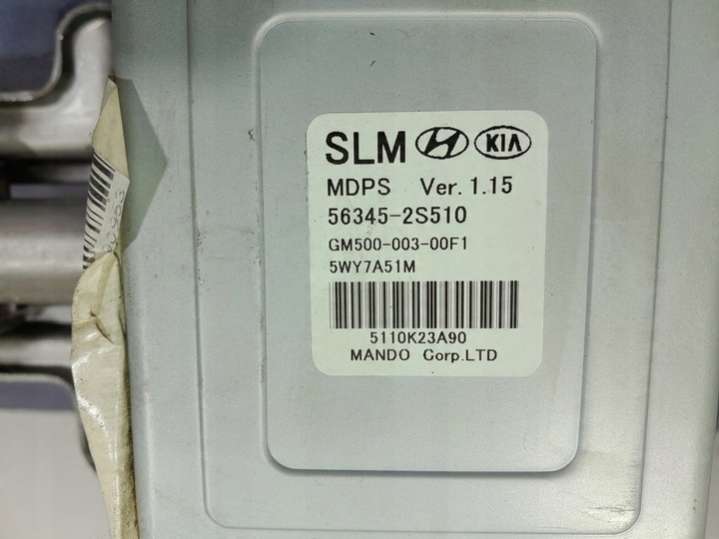 SLM KIA
MDPS Ver. 1.15
56345-2S510
GM500-003-00F1
5WY7A51M
5110K23A90
MANDO Corp.LTD